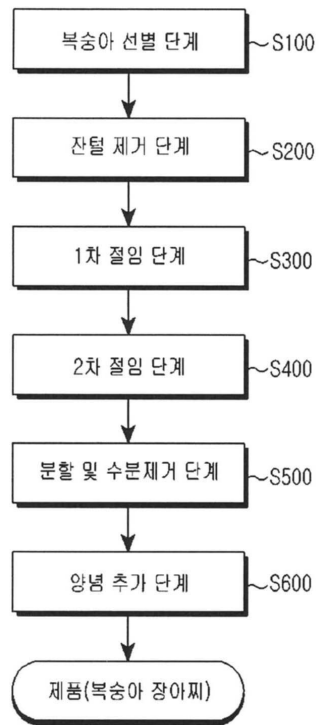 복숭아 선별 단계 ~S100
잔털 제거 단계 ~S200
1차 절임 단계 ~S300
2차 절임 단계 ~S400
분할 및 수분제거 단계 ~S500
양념 추가 단계 ~S600
제품(복숭아 장아찌)